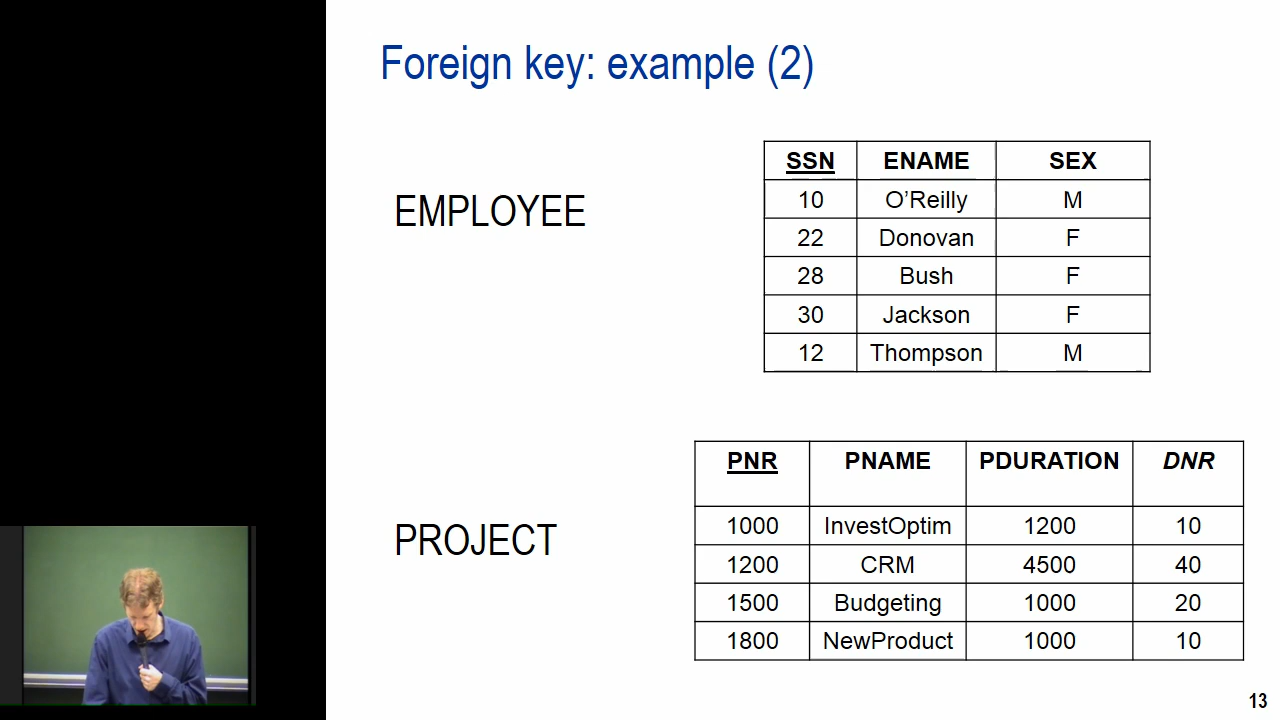 Foreign key: example (2)
EMPLOYEE
SSN ENAME SEX
10 O’Reilly M
22 Donovan F
28 Bush F
30 Jackson F
12 Thompson M
PROJECT
PNR PNAME PDURATION DNR
1000 InvestOptim 1200 10
1200 CRM 4500 40
1500 Budgeting 1000 20
1800 NewProduct 1000 10
13